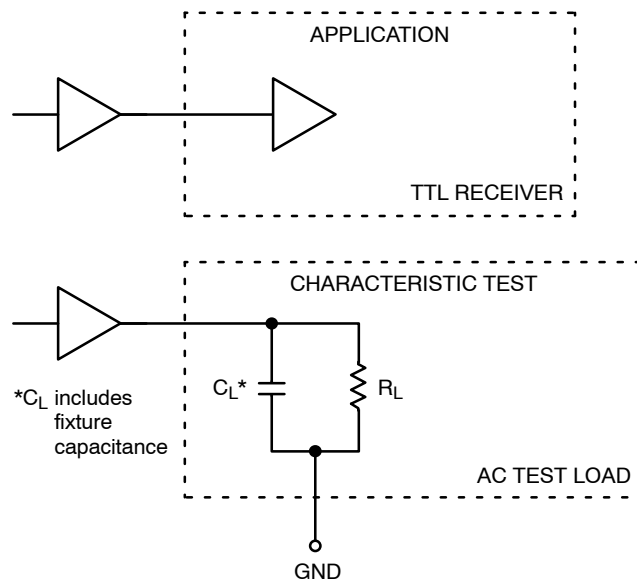 APPLICATION
TTL RECEIVER
CHARACTERISTIC TEST
*CL includes
fixture
capacitance
CL*
RL
AC TEST LOAD
GND